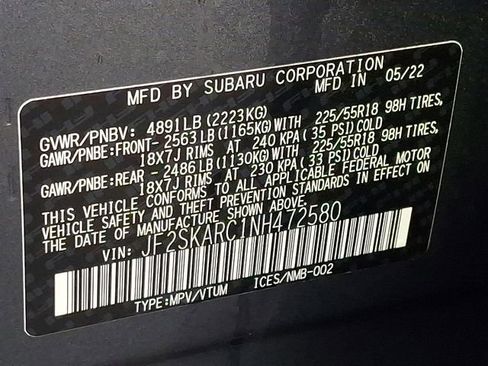 MFD BY SUBARU CORPORATION
MFD IN 05/22
GVWR/PNBV: 4891LB (2223KG)
GAWR/PNBE:FRONT- 2563LB(1165KG)WITH 225/55R18 98H TIRES,
18X7J RIMS AT 240 KPA(35 PSI)COLD
GAWR/PNBE:REAR - 2486LB(1130KG)WITH 225/55R18 98H TIRES,
18X7J RIMS AT 230 KPA(33 PSI)COLD
THIS VEHICLE CONFORMS TO ALL APPLICABLE FEDERAL MOTOR
VEHICLE SAFETY AND THEFT PREVENTION STANDARDS IN EFFECT
ON THE DATE OF MANUFACTURE SHOWN ABOVE.
VIN: JF2SKARC1NH472580
TYPE:MPV/VTUM ICES/NMB-002